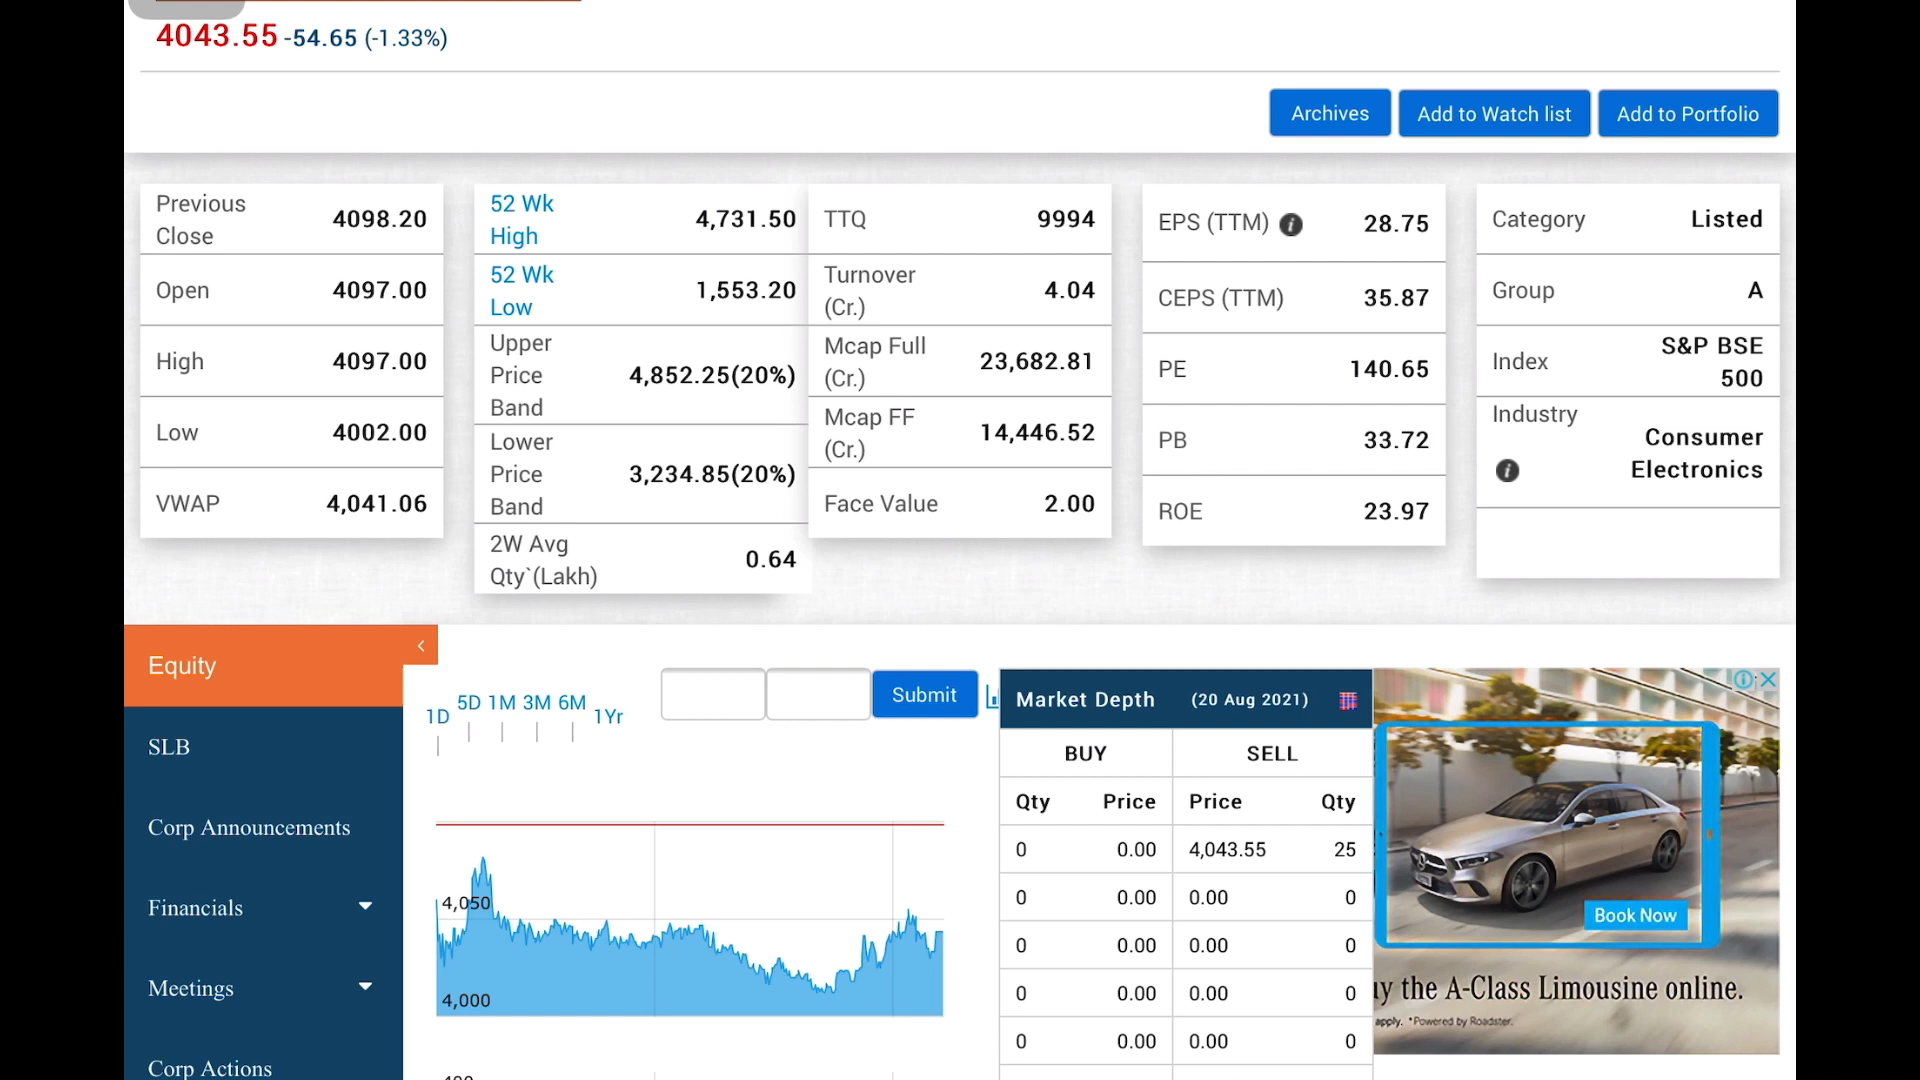 4043.55 -54.65 (-1.33%)
Archives
Add to Watch list
Add to Portfolio
Previous
Close
4098.20
Open
4097.00
High
4097.00
Low
4002.00
VWAP
4,041.06
52 Wk
High
4,731.50
52 Wk
Low
1,553.20
Upper
Price
Band
4,852.25(20%)
Lower
Price
Band
3,234.85(20%)
2W Avg
Qty`(Lakh)
0.64
TTQ
9994
Turnover
(Cr.)
4.04
Mcap Full
(Cr.)
23,682.81
Mcap FF
(Cr.)
14,446.52
Face Value
2.00
EPS (TTM)
28.75
CEPS (TTM)
35.87
PE
140.65
PB
33.72
ROE
23.97
Category
Listed
Group
A
Index
S&P BSE
500
Industry
Consumer
Electronics
Equity
SLB
Corp Announcements
Financials
Meetings
Corp Actions
1D 5D 1M 3M 6M 1Yr
Submit
4,050
4,000
Market Depth (20 Aug 2021)
BUY SELL
Qty Price Price Qty
0 0.00 4,043.55 25
0 0.00 0.00 0
0 0.00 0.00 0
0 0.00 0.00 0
0 0.00 0.00 0
Book Now
the A-Class Limousine online.
apply. *Powered by Roadster.